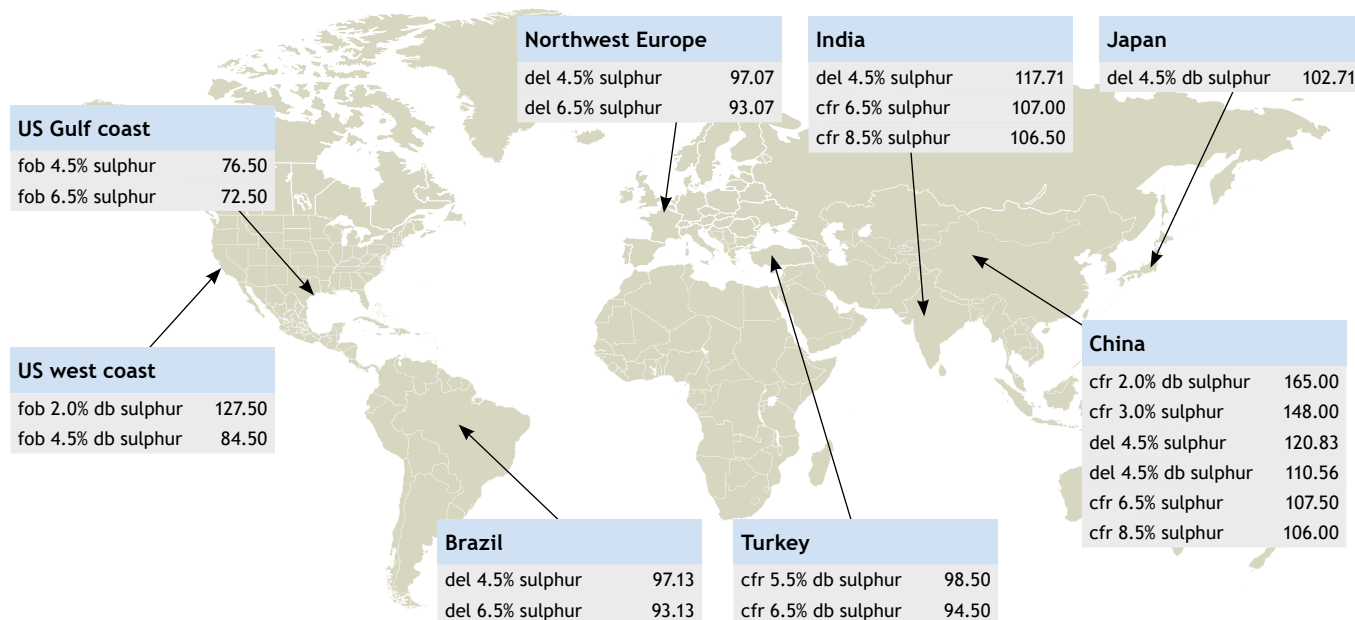 Northwest Europe
del 4.5% sulphur 97.07
del 6.5% sulphur 93.07
India
del 4.5% sulphur 117.71
cfr 6.5% sulphur 107.00
cfr 8.5% sulphur 106.50
Japan
del 4.5% db sulphur 102.71
US Gulf coast
fob 4.5% sulphur 76.50
fob 6.5% sulphur 72.50
US west coast
fob 2.0% db sulphur 127.50
fob 4.5% db sulphur 84.50
China
cfr 2.0% db sulphur 165.00
cfr 3.0% sulphur 148.00
del 4.5% sulphur 120.83
del 4.5% db sulphur 110.56
cfr 6.5% sulphur 107.50
cfr 8.5% sulphur 106.00
Brazil
del 4.5% sulphur 97.13
del 6.5% sulphur 93.13
Turkey
cfr 5.5% db sulphur 98.50
cfr 6.5% db sulphur 94.50